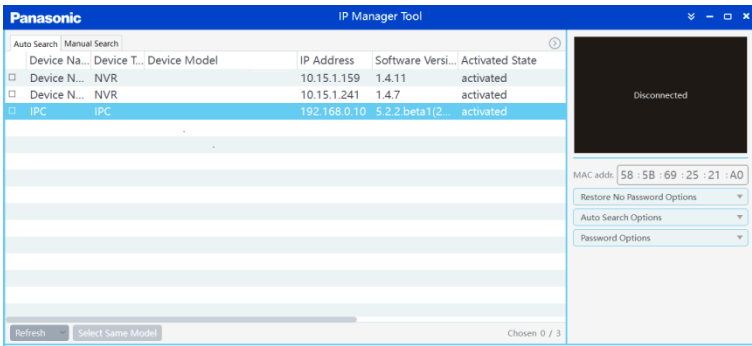 Panasonic IP Manager Tool
Auto Search Manual Search
Device Na... Device T... Device Model IP Address Software Versi... Activated State
Device N... NVR 10.15.1.159 1.4.11 activated
Device N... NVR 10.15.1.241 1.4.7 activated
IPC IPC 192.168.0.10 5.2.2.beta1(2... activated
Disconnected
MAC addr. 58 : 5B : 69 : 25 : 21 : A0
Restore No Password Options
Auto Search Options
Password Options
Refresh Select Same Model Chosen 0 / 3